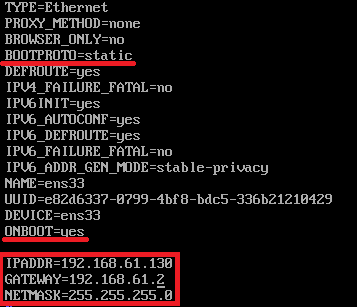 TYPE=Ethernet
PROXY_METHOD=none
BROWSER_ONLY=no
BOOTPROTO=static
DEFROUTE=yes
IPV4_FAILURE_FATAL=no
IPV6INIT=yes
IPV6_AUTOCONF=yes
IPV6_DEFROUTE=yes
IPV6_FAILURE_FATAL=no
IPV6_ADDR_GEN_MODE=stable-privacy
NAME=ens33
UUID=e82d6337-0799-4bf8-bdc5-336b21210429
DEVICE=ens33
ONBOOT=yes
IPADDR=192.168.61.130
GATEWAY=192.168.61.2
NETMASK=255.255.255.0